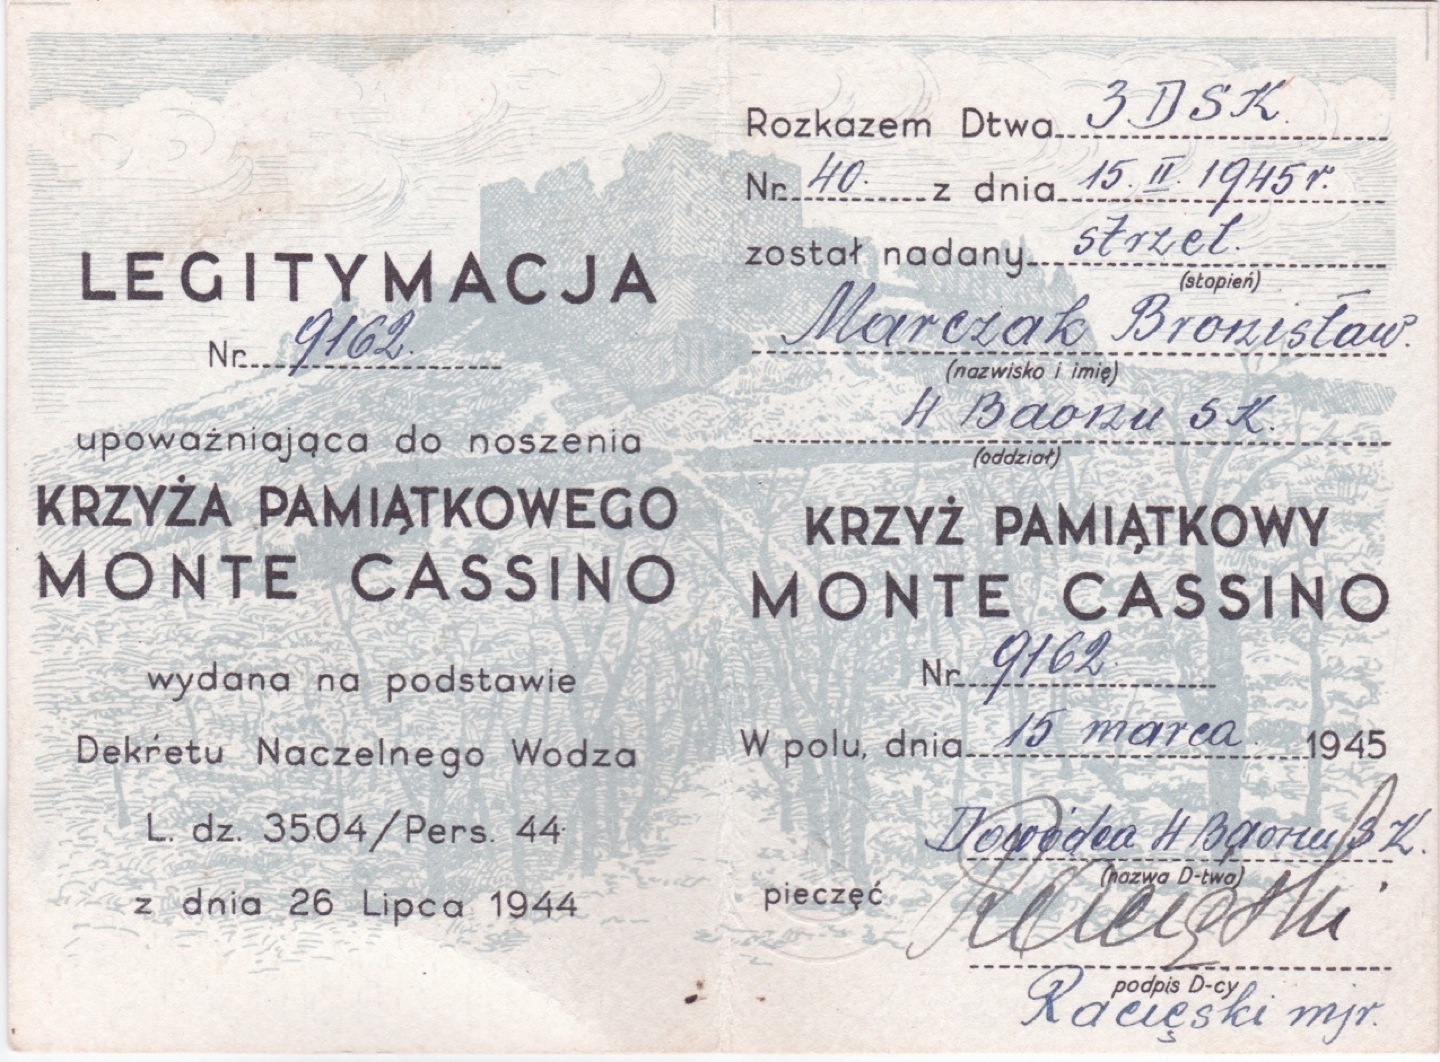 LEGITYMACJA
Nr. 9162.
upoważniająca do noszenia
KRZYŻA PAMIĄTKOWEGO
MONTE CASSINO
wydana na podstawie
Dekretu Naczelnego Wodza
L. dz. 3504/Pers. 44
z dnia 26 Lipca 1944
Rozkazem Dtwa 3 DSK.
Nr. 40. z dnia 15. II. 1945 r.
został nadany strzel.
(stopień)
Marczak Bronisław.
(nazwisko i imię)
4 Baonu SK.
(oddział)
KRZYŻ PAMIĄTKOWY
MONTE CASSINO
Nr. 9162.
W polu, dnia 15 marca 1945
Dowódca 4 Baonu S K.
(nazwa D-twa)
pieczęć
podpis D-cy
Racięski mjr.